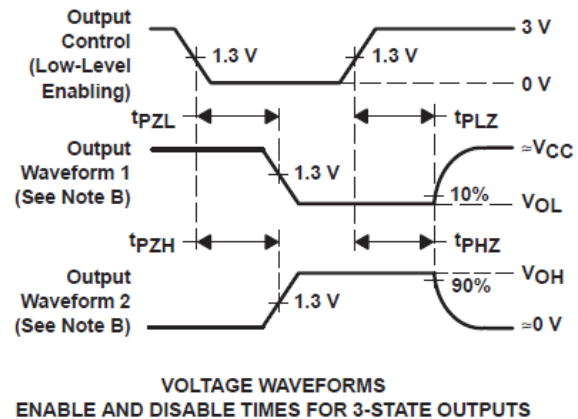 Output
Control
(Low-Level
Enabling)
1.3 V
1.3 V
3 V
0 V
tPZL
tPLZ
Output
Waveform 1
(See Note B)
1.3 V
10%
≈VCC
VOL
tPZH
tPHZ
Output
Waveform 2
(See Note B)
1.3 V
90%
VOH
≈0 V
VOLTAGE WAVEFORMS
ENABLE AND DISABLE TIMES FOR 3-STATE OUTPUTS